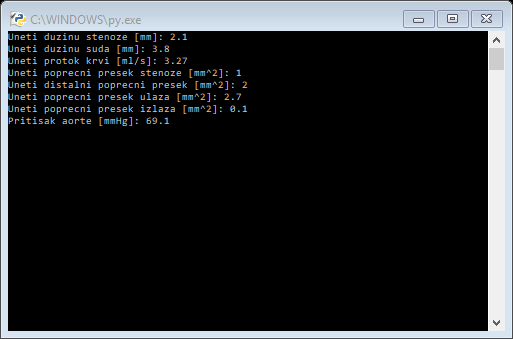 C:\WINDOWS\py.exe
Uneti duzinu stenoze [mm]: 2.1
Uneti duzinu suda [mm]: 3.8
Uneti protok krvi [ml/s]: 3.27
Uneti poprecni presek stenoze [mm^2]: 1
Uneti distalni poprecni presek [mm^2]: 2
Uneti poprecni presek ulaza [mm^2]: 2.7
Uneti poprecni presek izlaza [mm^2]: 0.1
Pritisak aorte [mmHg]: 69.1